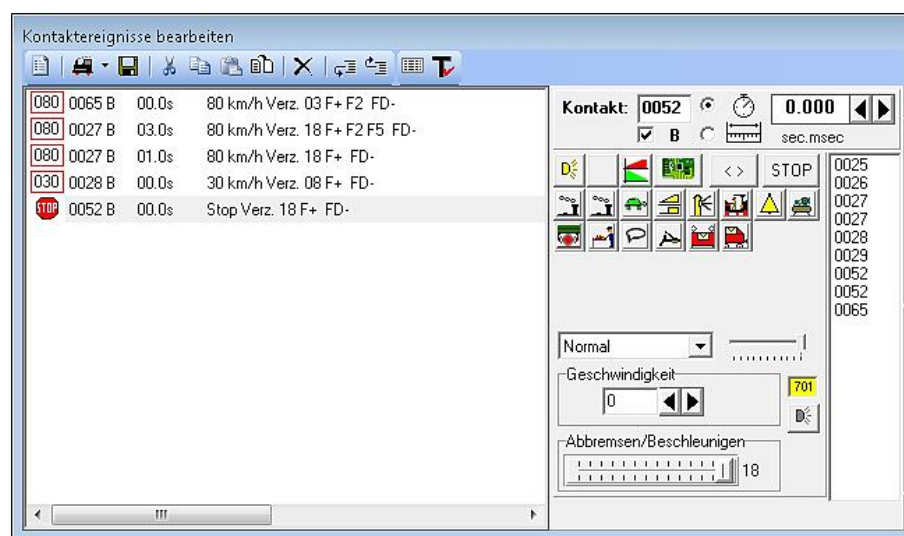 Kontaktereignisse bearbeiten
080 0065 B 00.0s 80 km/h Verz. 03 F+ F2 FD-
080 0027 B 03.0s 80 km/h Verz. 18 F+ F2 F5 FD-
080 0027 B 01.0s 80 km/h Verz. 18 F+ FD-
030 0028 B 00.0s 30 km/h Verz. 08 F+ FD-
STOP 0052 B 00.0s Stop Verz. 18 F+ FD-
Kontakt: 0052 0.000
B sec.msec
< > STOP
0025
0026
0027
0027
0028
0029
0052
0052
0065
Normal
Geschwindigkeit
0
701
Abbremsen/Beschleunigen
18